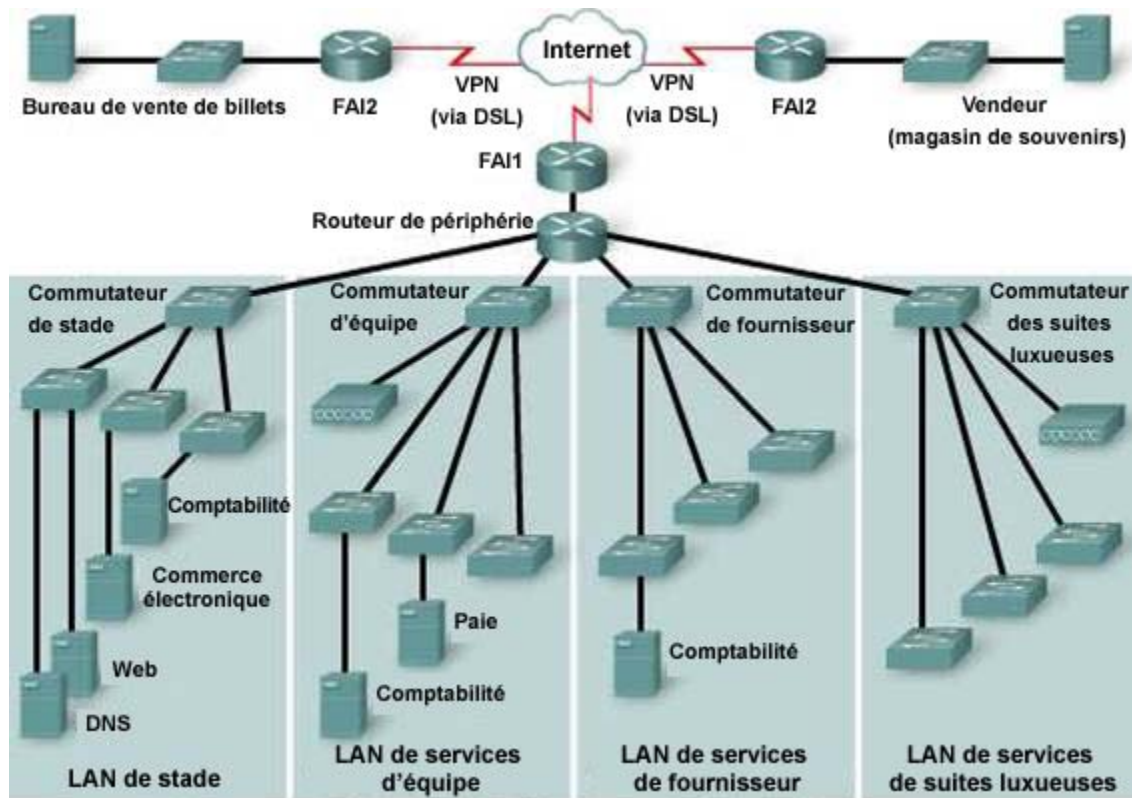 Internet
Bureau de vente de billets
FAI2
VPN
(via DSL)
VPN
(via DSL)
FAI2
Vendeur
(magasin de souvenirs)
FAI1
Routeur de périphérie
Commutateur
de stade
Commutateur
d'équipe
Commutateur
de fournisseur
Commutateur
des suites
luxueuses
Comptabilité
Commerce
électronique
Web
DNS
LAN de stade
Paie
Comptabilité
LAN de services
d'équipe
Comptabilité
LAN de services
de fournisseur
LAN de services
de suites luxueuses